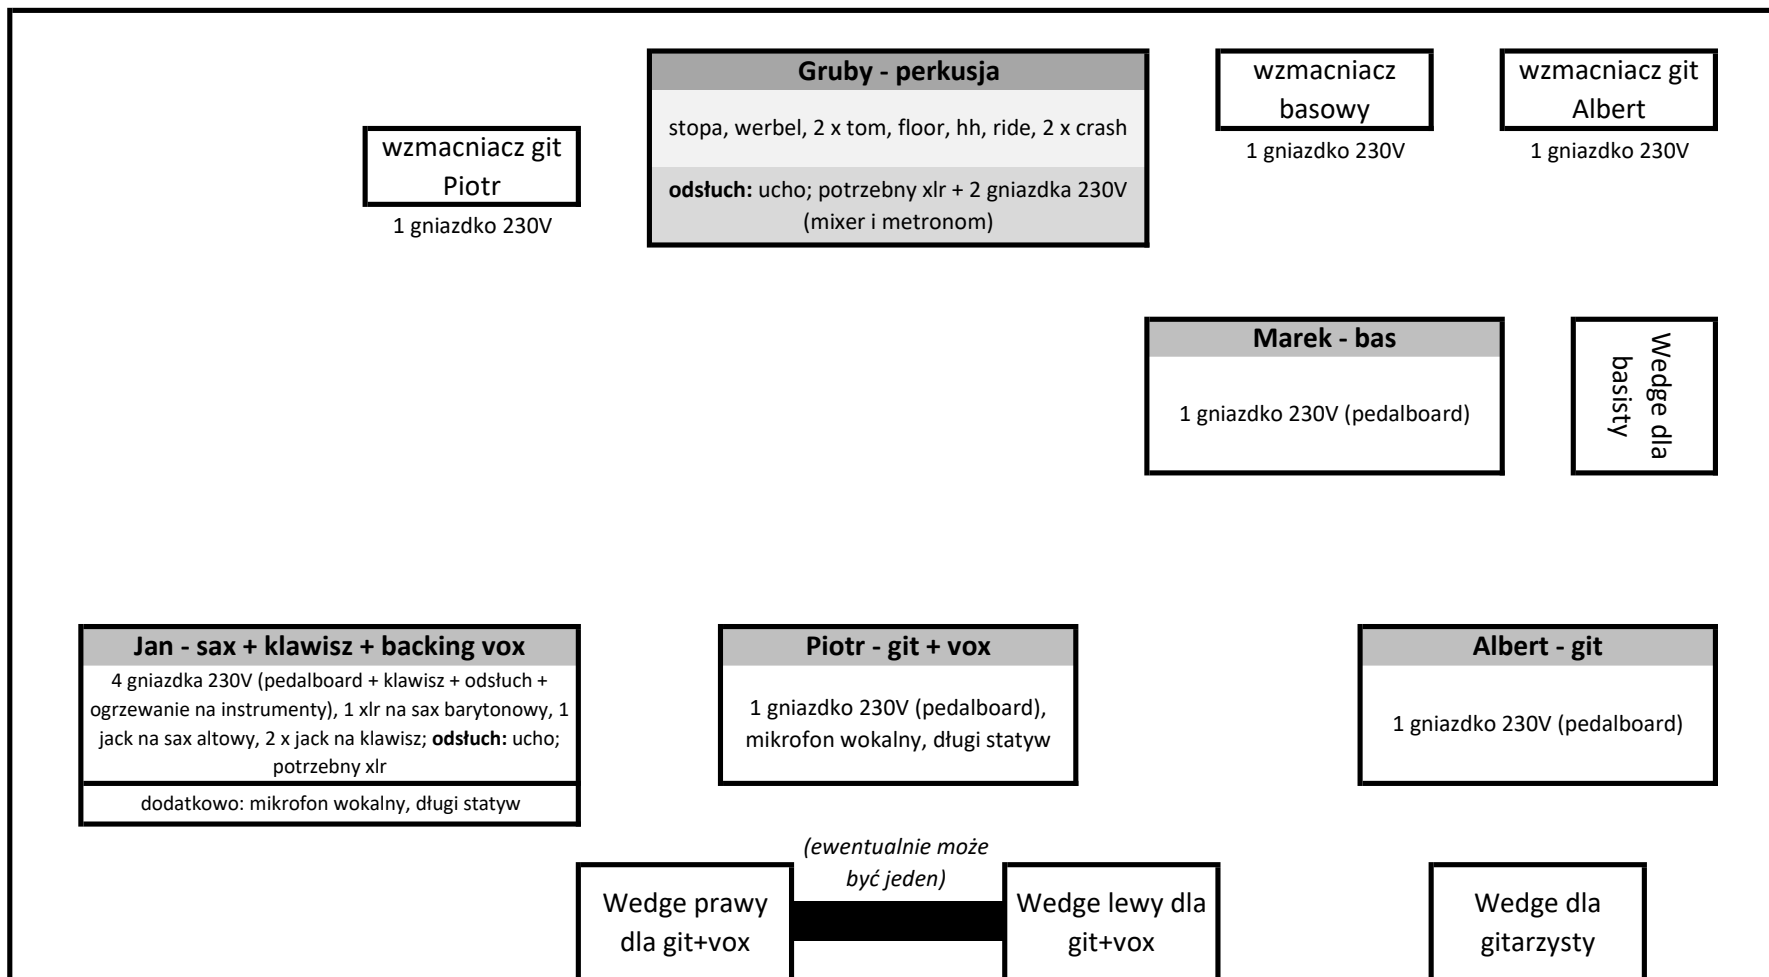 Gruby - perkusja
stopa, werbel, 2 x tom, floor, hh, ride, 2 x crash
odsłuch: ucho; potrzebny xlr + 2 gniazdka 230V
(mixer i metronom)
wzmacniacz
basowy
1 gniazdko 230V
wzmacniacz git
Albert
1 gniazdko 230V
wzmacniacz git
Piotr
1 gniazdko 230V
Marek - bas
1 gniazdko 230V (pedalboard)
Wedge dla
basisty
Jan - sax + klawisz + backing vox
4 gniazdka 230V (pedalboard + klawisz + odsłuch +
ogrzewanie na instrumenty), 1 xlr na sax barytonowy, 1
jack na sax altowy, 2 x jack na klawisz; odsłuch: ucho;
potrzebny xlr
dodatkowo: mikrofon wokalny, długi statyw
Piotr - git + vox
1 gniazdko 230V (pedalboard),
mikrofon wokalny, długi statyw
Albert - git
1 gniazdko 230V (pedalboard)
(ewentualnie może
być jeden)
Wedge prawy
dla git+vox
Wedge lewy dla
git+vox
Wedge dla
gitarzysty